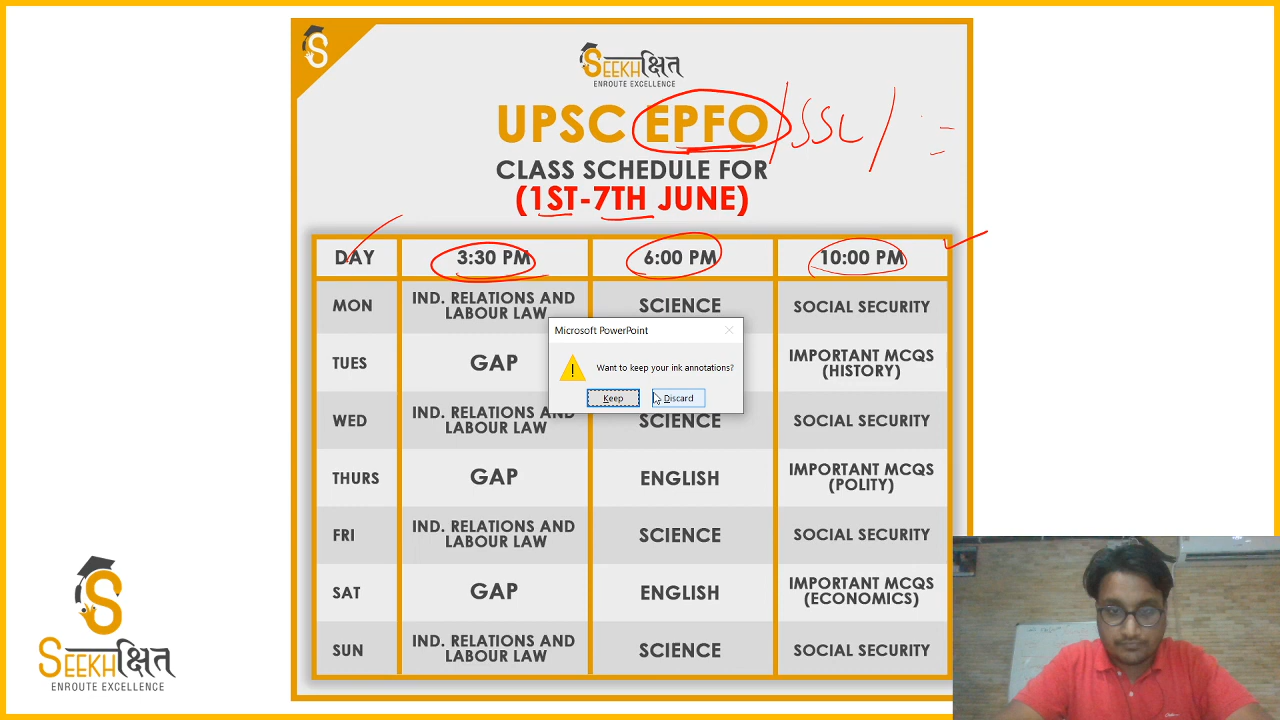 S
SEEKHक्षित
ENROUTE EXCELLENCE
UPSC EPFO /SSC/
CLASS SCHEDULE FOR
(1ST-7TH JUNE)
DAY 3:30 PM 6:00 PM 10:00 PM
MON IND. RELATIONS AND LABOUR LAW SCIENCE SOCIAL SECURITY
TUES GAP IMPORTANT MCQS (HISTORY)
WED IND. RELATIONS AND LABOUR LAW SCIENCE SOCIAL SECURITY
THURS GAP ENGLISH IMPORTANT MCQS (POLITY)
FRI IND. RELATIONS AND LABOUR LAW SCIENCE SOCIAL SECURITY
SAT GAP ENGLISH IMPORTANT MCQS (ECONOMICS)
SUN IND. RELATIONS AND LABOUR LAW SCIENCE SOCIAL SECURITY
Microsoft PowerPoint
Want to keep your ink annotations?
Keep Discard
S
SEEKHक्षित
ENROUTE EXCELLENCE